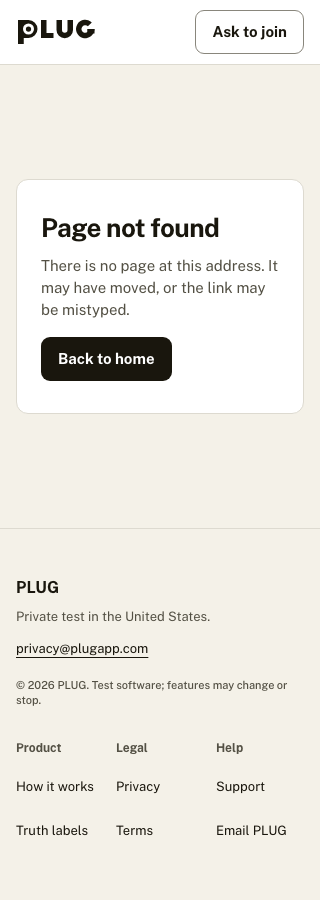 PLUG
Ask to join
Page not found
There is no page at this address. It
may have moved, or the link may
be mistyped.
Back to home
PLUG
Private test in the United States.
privacy@plugapp.com
© 2026 PLUG. Test software; features may change or
stop.
Product
Legal
Help
How it works
Privacy
Support
Truth labels
Terms
Email PLUG